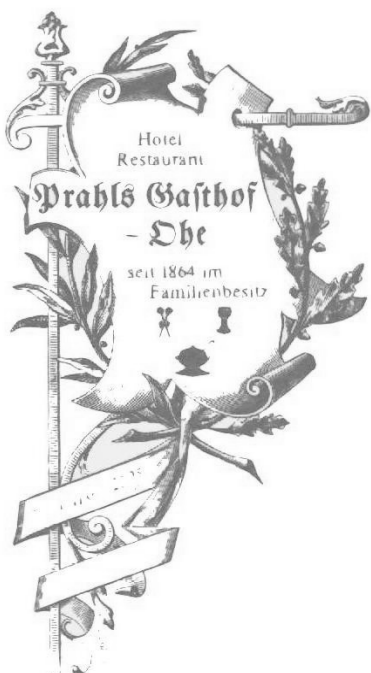 Hotel
Restaurant
Prahls Gasthof
- Ohe
seit 1864 im
Familienbesitz